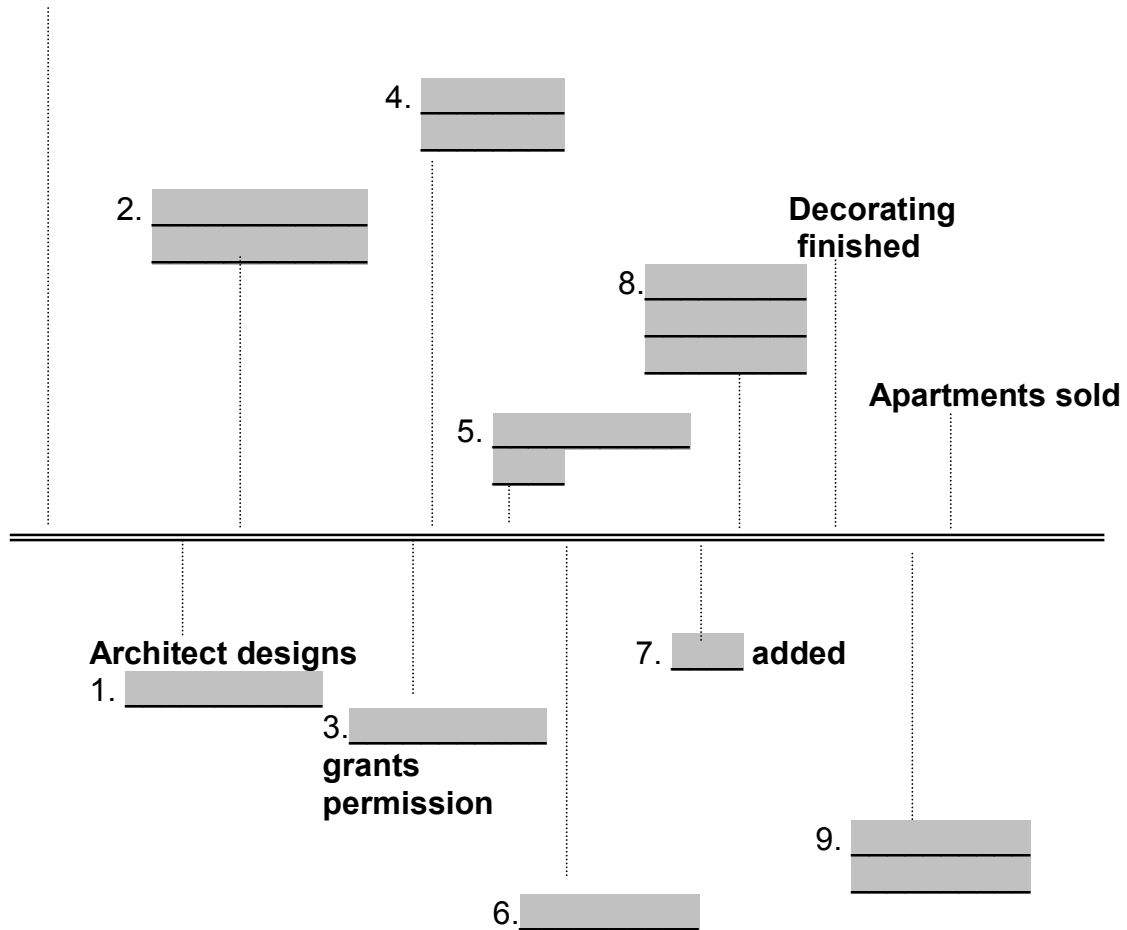 4.
2.
Decorating
finished
8.
Apartments sold
5.
Architect designs
1.
7. added
3.
grants
permission
9.
6.